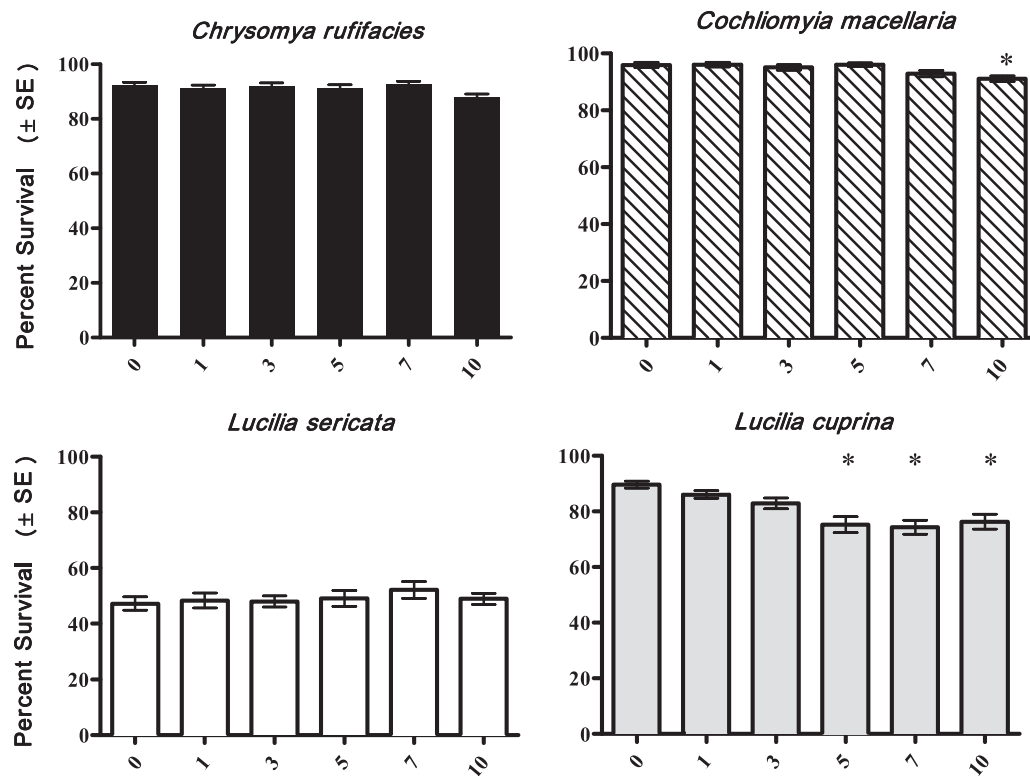 Chrysomya rufifacies
Cochliomyia macellaria
Percent Survival (± SE)
100
80
60
40
20
0
0 1 3 5 7 10
100
80
60
40
20
0
*
0 1 3 5 7 10
Lucilia sericata
Lucilia cuprina
Percent Survival (± SE)
100
80
60
40
20
0
0 1 3 5 7 10
100
80
60
40
20
0
* * *
0 1 3 5 7 10